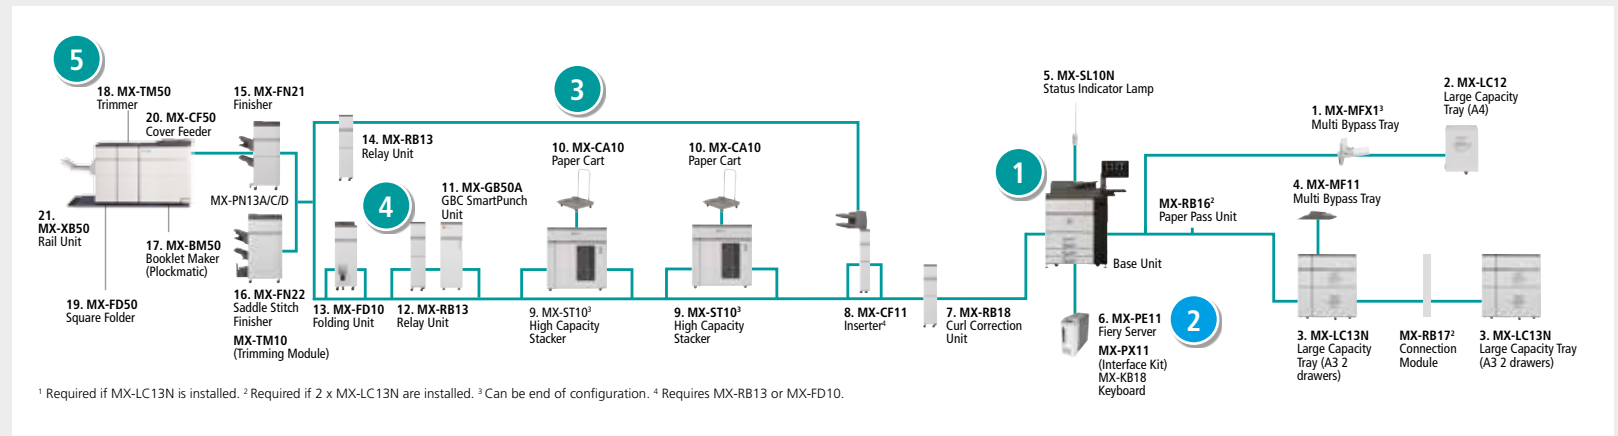 5
18. MX-TM50
Trimmer
20. MX-CF50
Cover Feeder
21.
MX-XB50
Rail Unit
17. MX-BM50
Booklet Maker
(Plockmatic)
19. MX-FD50
Square Folder
15. MX-FN21
Finisher
MX-PN13A/C/D
16. MX-FN22
Saddle Stitch
Finisher
MX-TM10
(Trimming Module)
3
14. MX-RB13
Relay Unit
4
11. MX-GB50A
GBC SmartPunch
Unit
13. MX-FD10
Folding Unit
12. MX-RB13
Relay Unit
10. MX-CA10
Paper Cart
9. MX-ST10³
High Capacity
Stacker
10. MX-CA10
Paper Cart
9. MX-ST10³
High Capacity
Stacker
8. MX-CF11
Inserter⁴
7. MX-RB18
Curl Correction
Unit
5. MX-SL10N
Status Indicator Lamp
1
Base Unit
6. MX-PE11
Fiery Server
MX-PX11
(Interface Kit)
MX-KB18
Keyboard
2
1. MX-MFX1³
Multi Bypass Tray
2. MX-LC12
Large Capacity
Tray (A4)
MX-RB16²
Paper Pass Unit
4. MX-MF11
Multi Bypass Tray
3. MX-LC13N
Large Capacity
Tray (A3 2
drawers)
MX-RB17²
Connection
Module
3. MX-LC13N
Large Capacity Tray
(A3 2 drawers)
¹ Required if MX-LC13N is installed. ² Required if 2 x MX-LC13N are installed. ³ Can be end of configuration. ⁴ Requires MX-RB13 or MX-FD10.